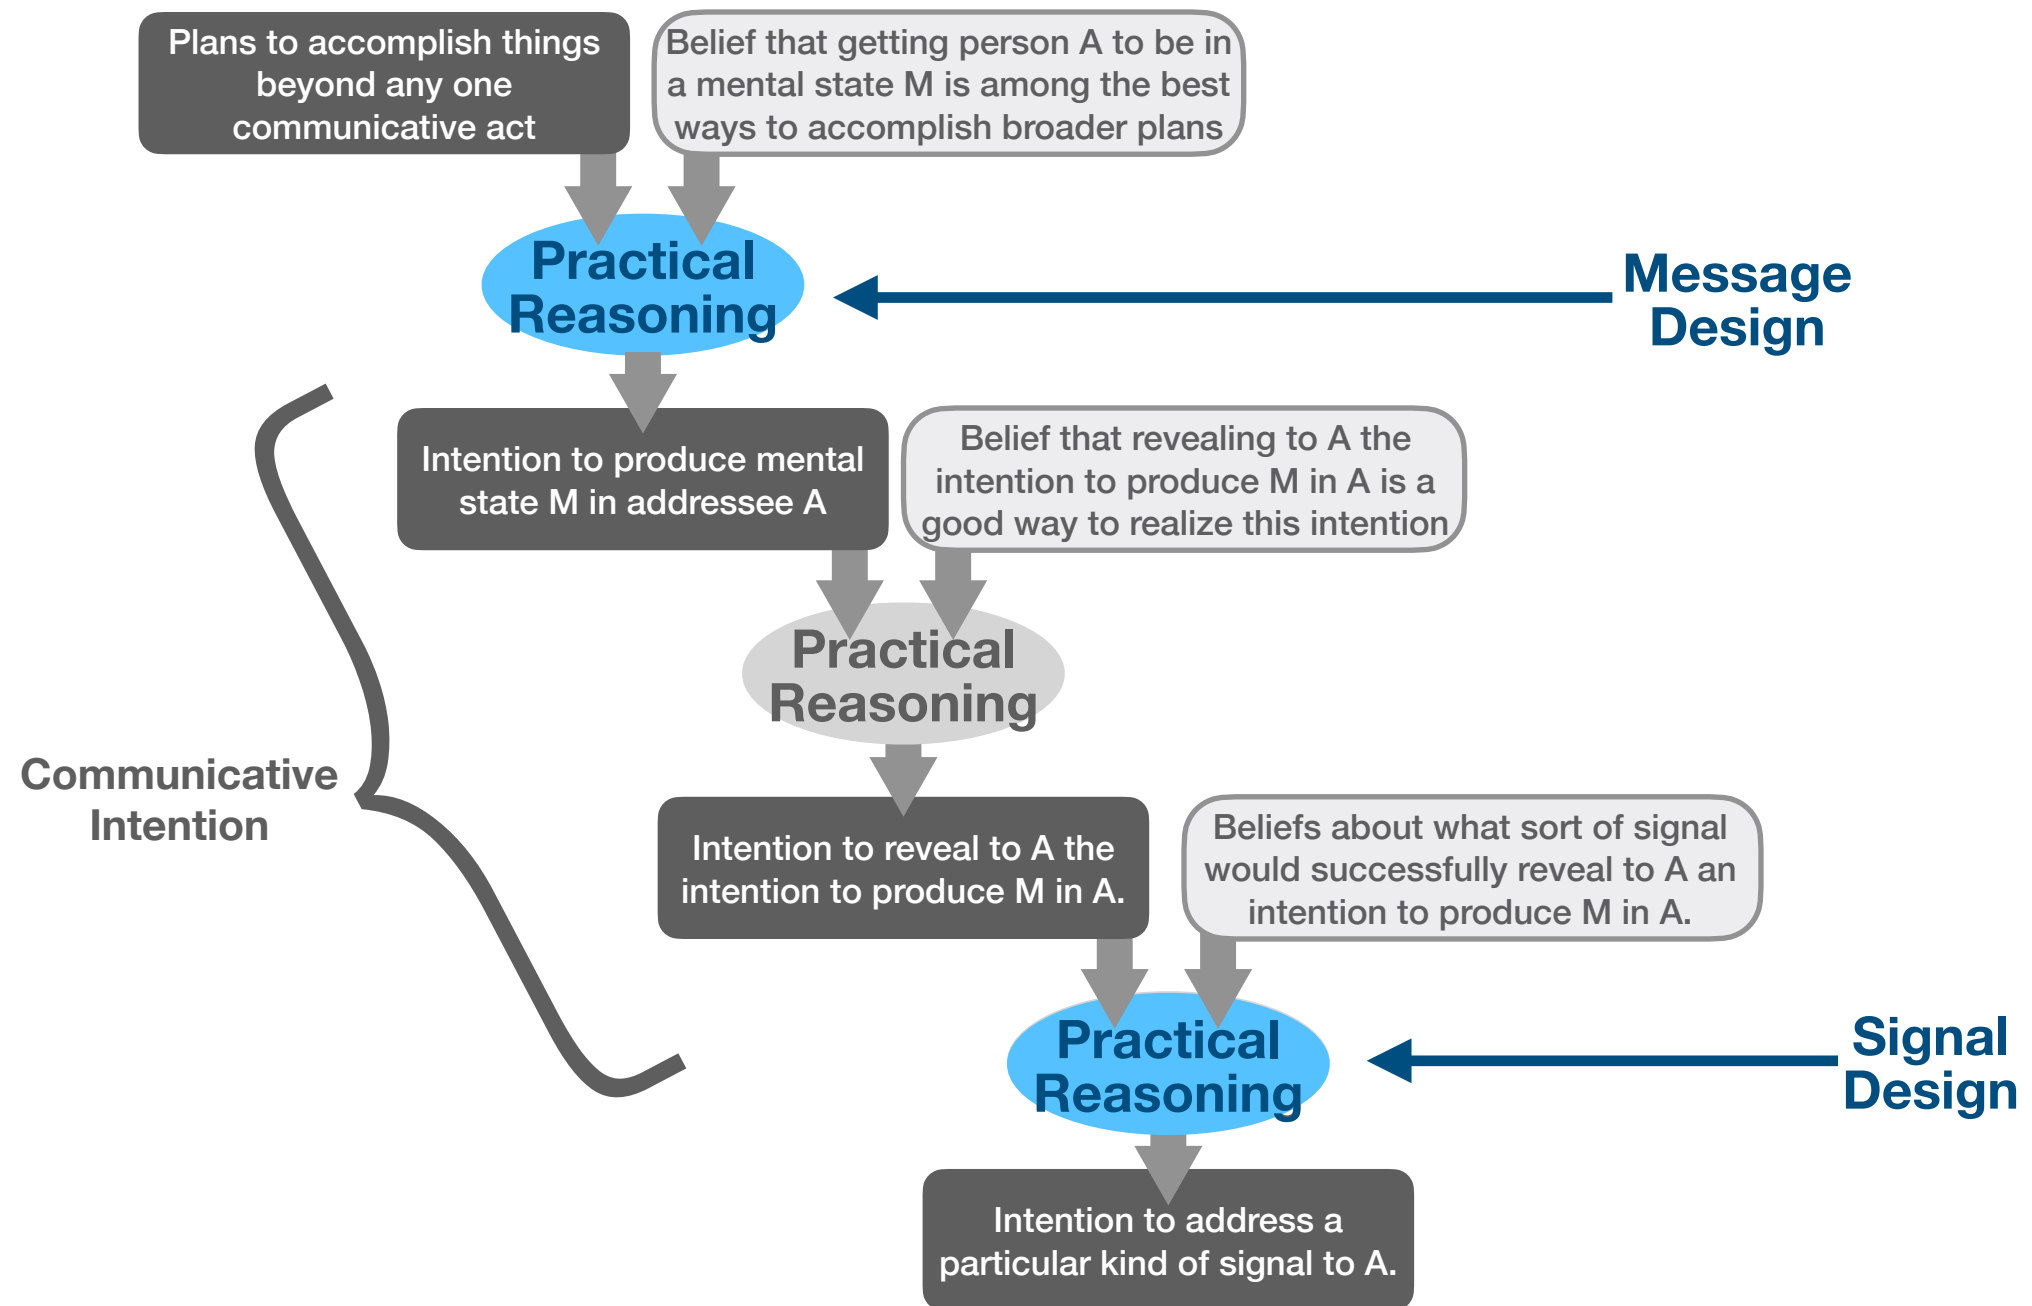 Plans to accomplish things
beyond any one
communicative act
Belief that getting person A to be in
a mental state M is among the best
ways to accomplish broader plans
Practical
Reasoning
Message
Design
Intention to produce mental
state M in addressee A
Belief that revealing to A the
intention to produce M in A is a
good way to realize this intention
Practical
Reasoning
Communicative
Intention
Intention to reveal to A the
intention to produce M in A.
Beliefs about what sort of signal
would successfully reveal to A an
intention to produce M in A.
Practical
Reasoning
Signal
Design
Intention to address a
particular kind of signal to A.